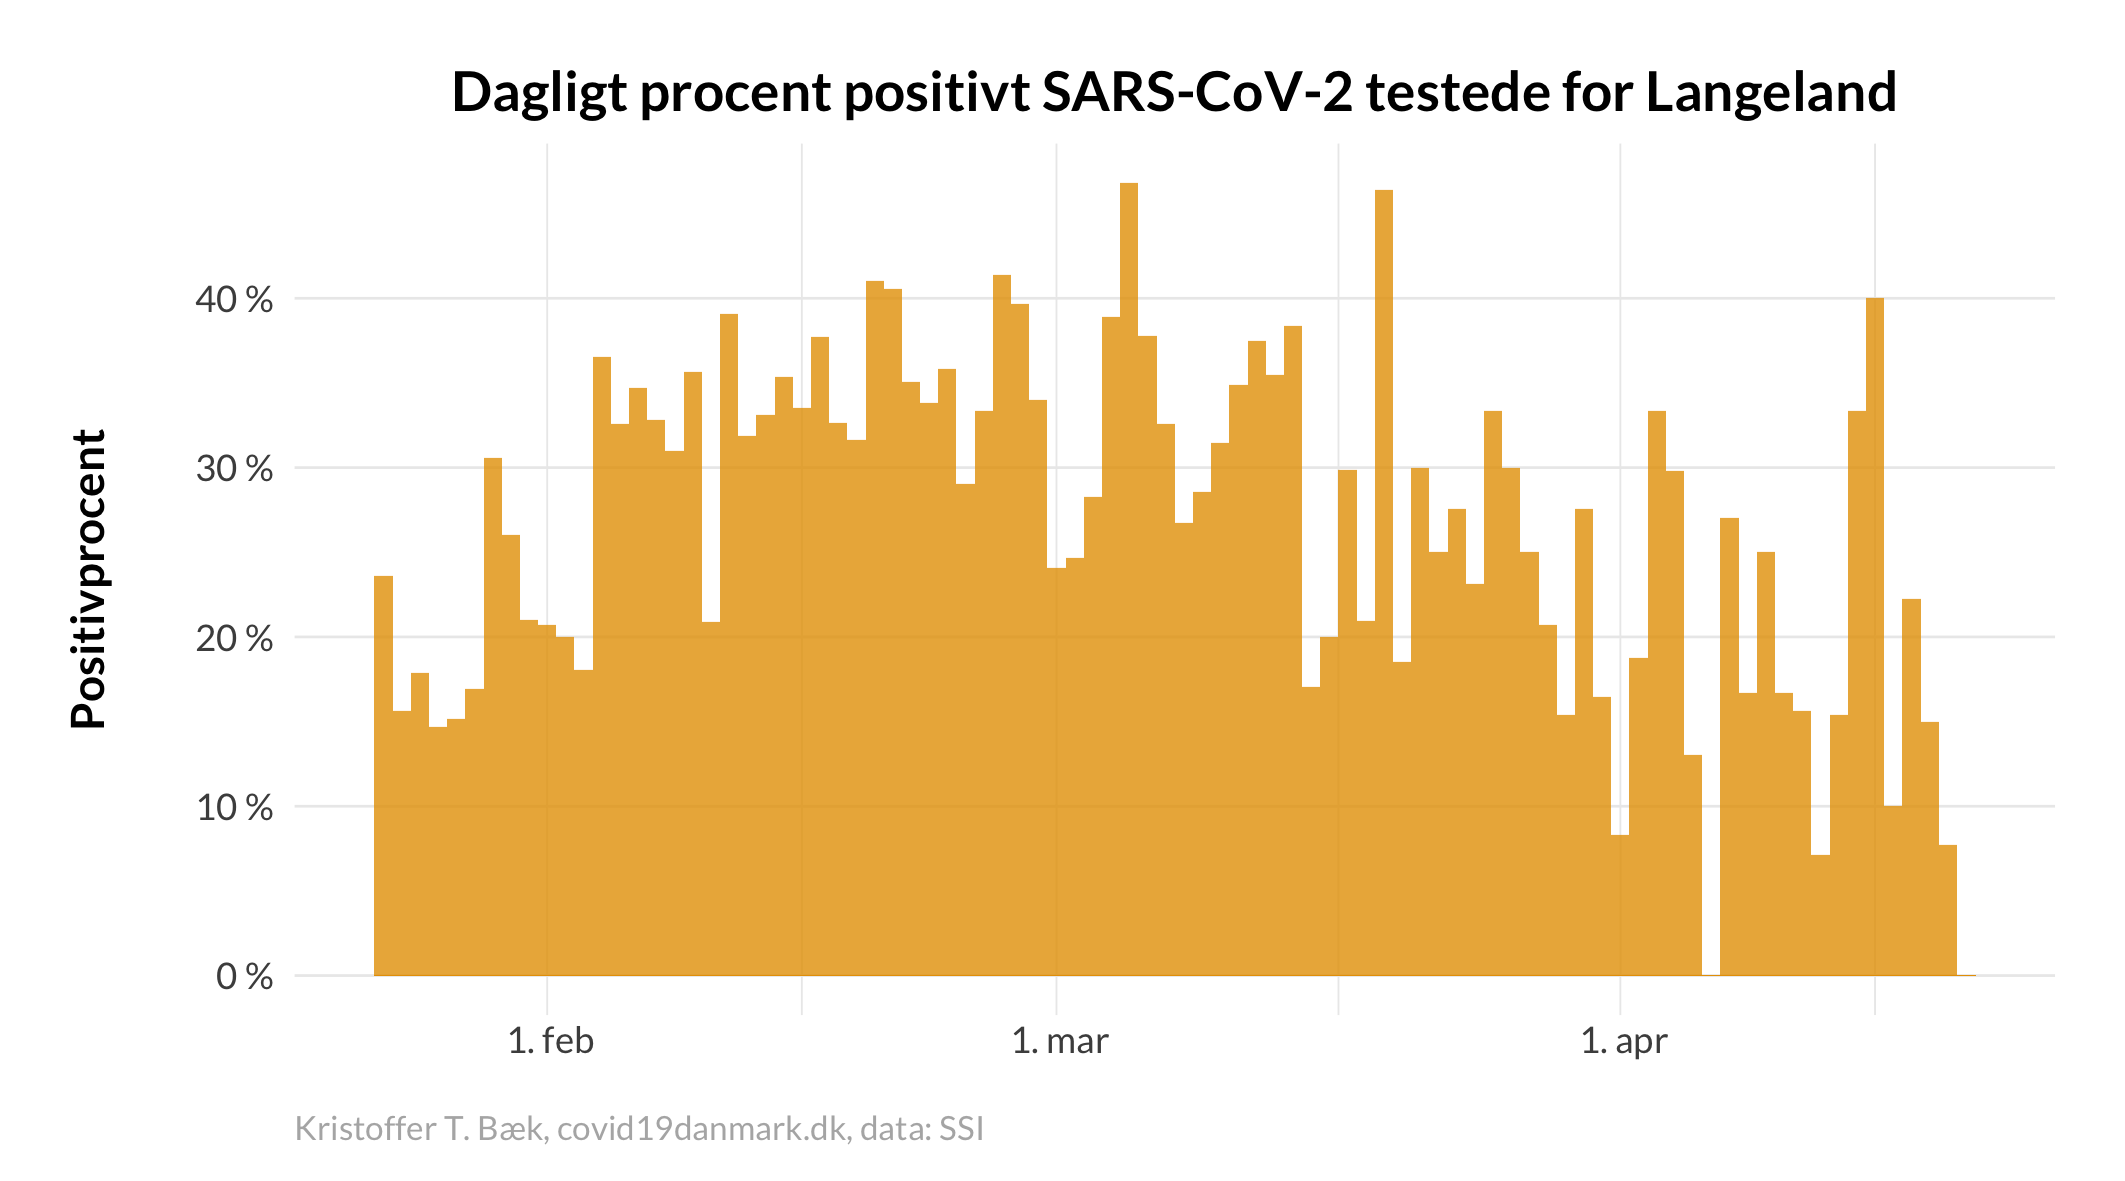 Dagligt procent positivt SARS-CoV-2 testede for Langeland
Positivprocent
40 %
30 %
20 %
10 %
0 %
1. feb
1. mar
1. apr
Kristoffer T. Bæk, covid19danmark.dk, data: SSI